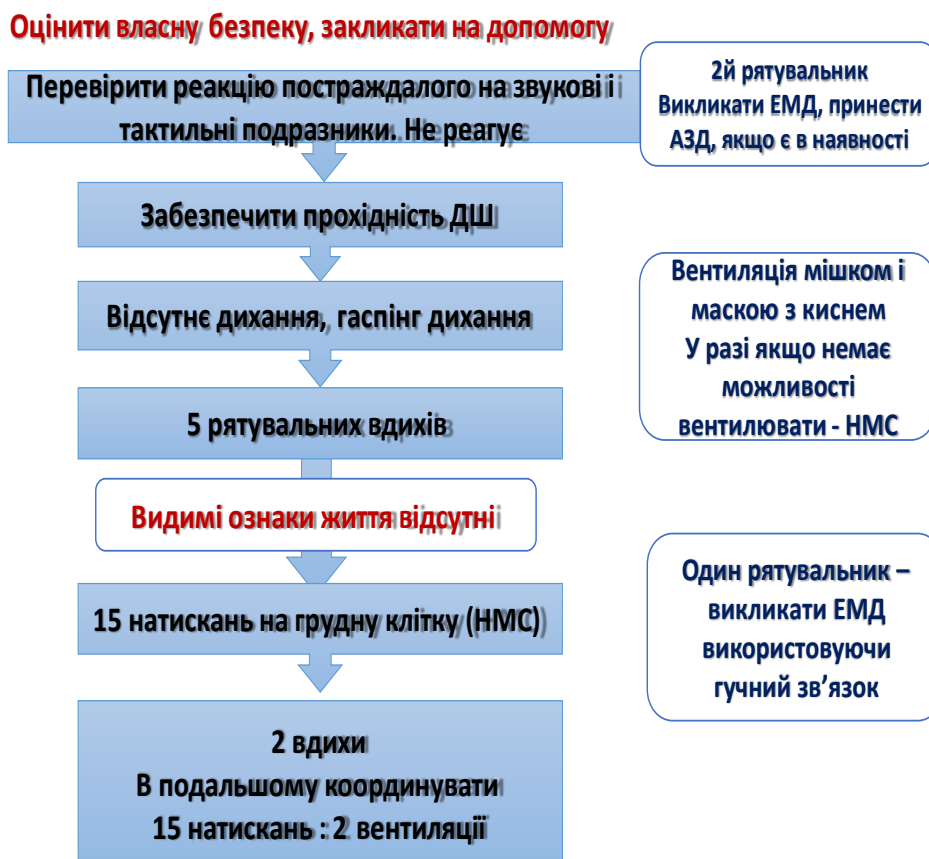 Оцінити власну безпеку, закликати на допомогу
Перевірити реакцію постраждалого на звукові і
тактильні подразники. Не реагує
2й рятувальник
Викликати ЕМД, принести
АЗД, якщо є в наявності
Забезпечити прохідність ДШ
Відсутнє дихання, гаспінг дихання
Вентиляція мішком і
маскою з киснем
У разі якщо немає
можливості
вентилювати - НМС
5 рятувальних вдихів
Видимі ознаки життя відсутні
15 натискань на грудну клітку (НМС)
Один рятувальник –
викликати ЕМД
використовуючи
гучний зв’язок
2 вдихи
В подальшому координувати
15 натискань : 2 вентиляції